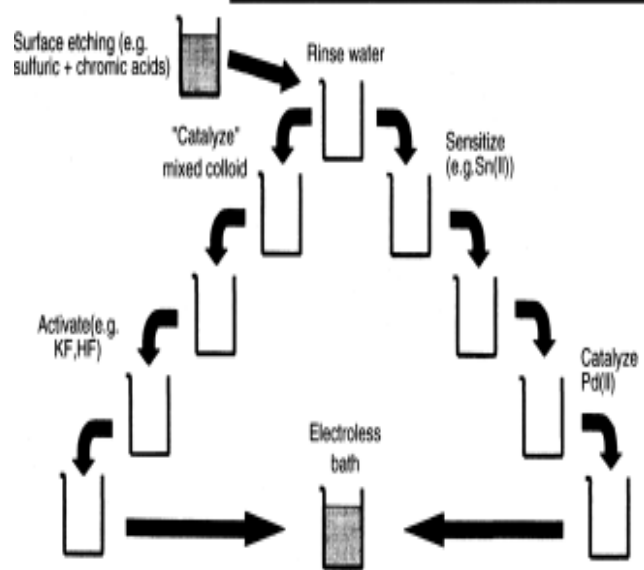 Surface etching (e.g.
sulfuric + chromic acids)
Rinse water
"Catalyze"
mixed colloid
Sensitize
(e.g.Sn(II))
Activate(e.g.
KF,HF)
Catalyze
Pd(II)
Electroless
bath